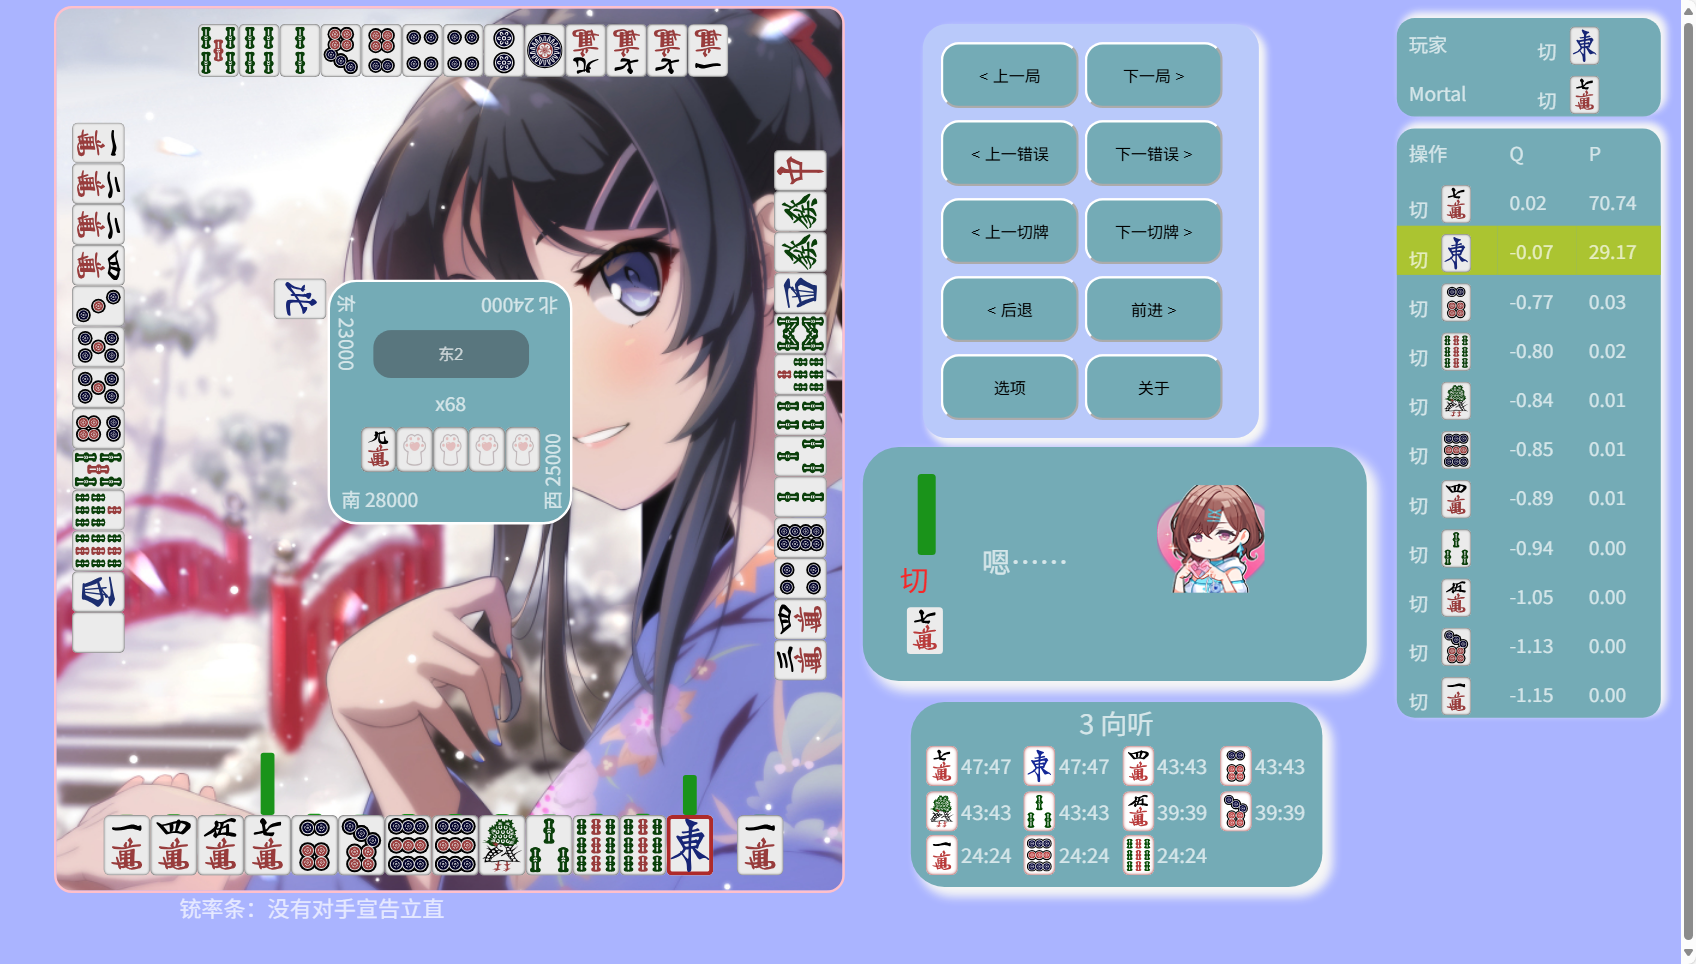 东 23000
北 24000
东2
x68
南 28000
西 25000
铳率条：没有对手宣告立直
< 上一局
下一局 >
< 上一错误
下一错误 >
< 上一切牌
下一切牌 >
< 后退
前进 >
选项
关于
嗯······
切
3 向听
47:47 47:47 43:43 43:43
43:43 43:43 39:39 39:39
24:24 24:24 24:24
玩家 切
Mortal 切
操作 Q P
切 0.02 70.74
切 -0.07 29.17
切 -0.77 0.03
切 -0.80 0.02
切 -0.84 0.01
切 -0.85 0.01
切 -0.89 0.01
切 -0.94 0.00
切 -1.05 0.00
切 -1.13 0.00
切 -1.15 0.00